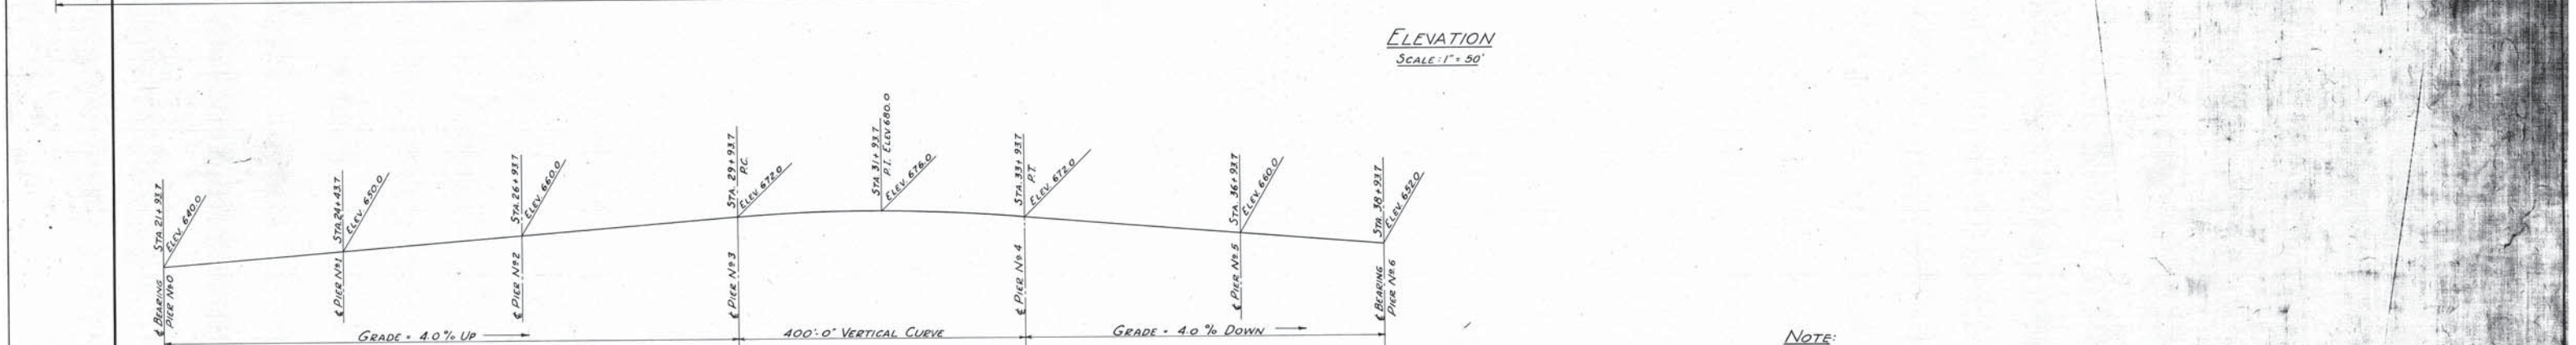 ELEVATION
SCALE: 1" = 50'
STA. 21 + 93.7
ELEV. 640.0
STA. 24 + 43.7
ELEV. 650.0
STA. 26 + 93.7
ELEV. 660.0
STA. 29 + 93.7
P.C.
ELEV. 672.0
STA. 31 + 93.7
P.I. ELEV. 680.0
ELEV. 676.0
STA. 33 + 93.7
P.T.
ELEV. 672.0
STA. 36 + 93.7
ELEV. 660.0
STA. 38 + 93.7
ELEV. 652.0
℄ BEARING
PIER Nº 0
℄ PIER Nº 1
℄ PIER Nº 2
℄ PIER Nº 3
℄ PIER Nº 4
℄ PIER Nº 5
℄ BEARING
PIER Nº 6
GRADE = 4.0 % UP
400'-0" VERTICAL CURVE
GRADE = 4.0 % DOWN
NOTE: